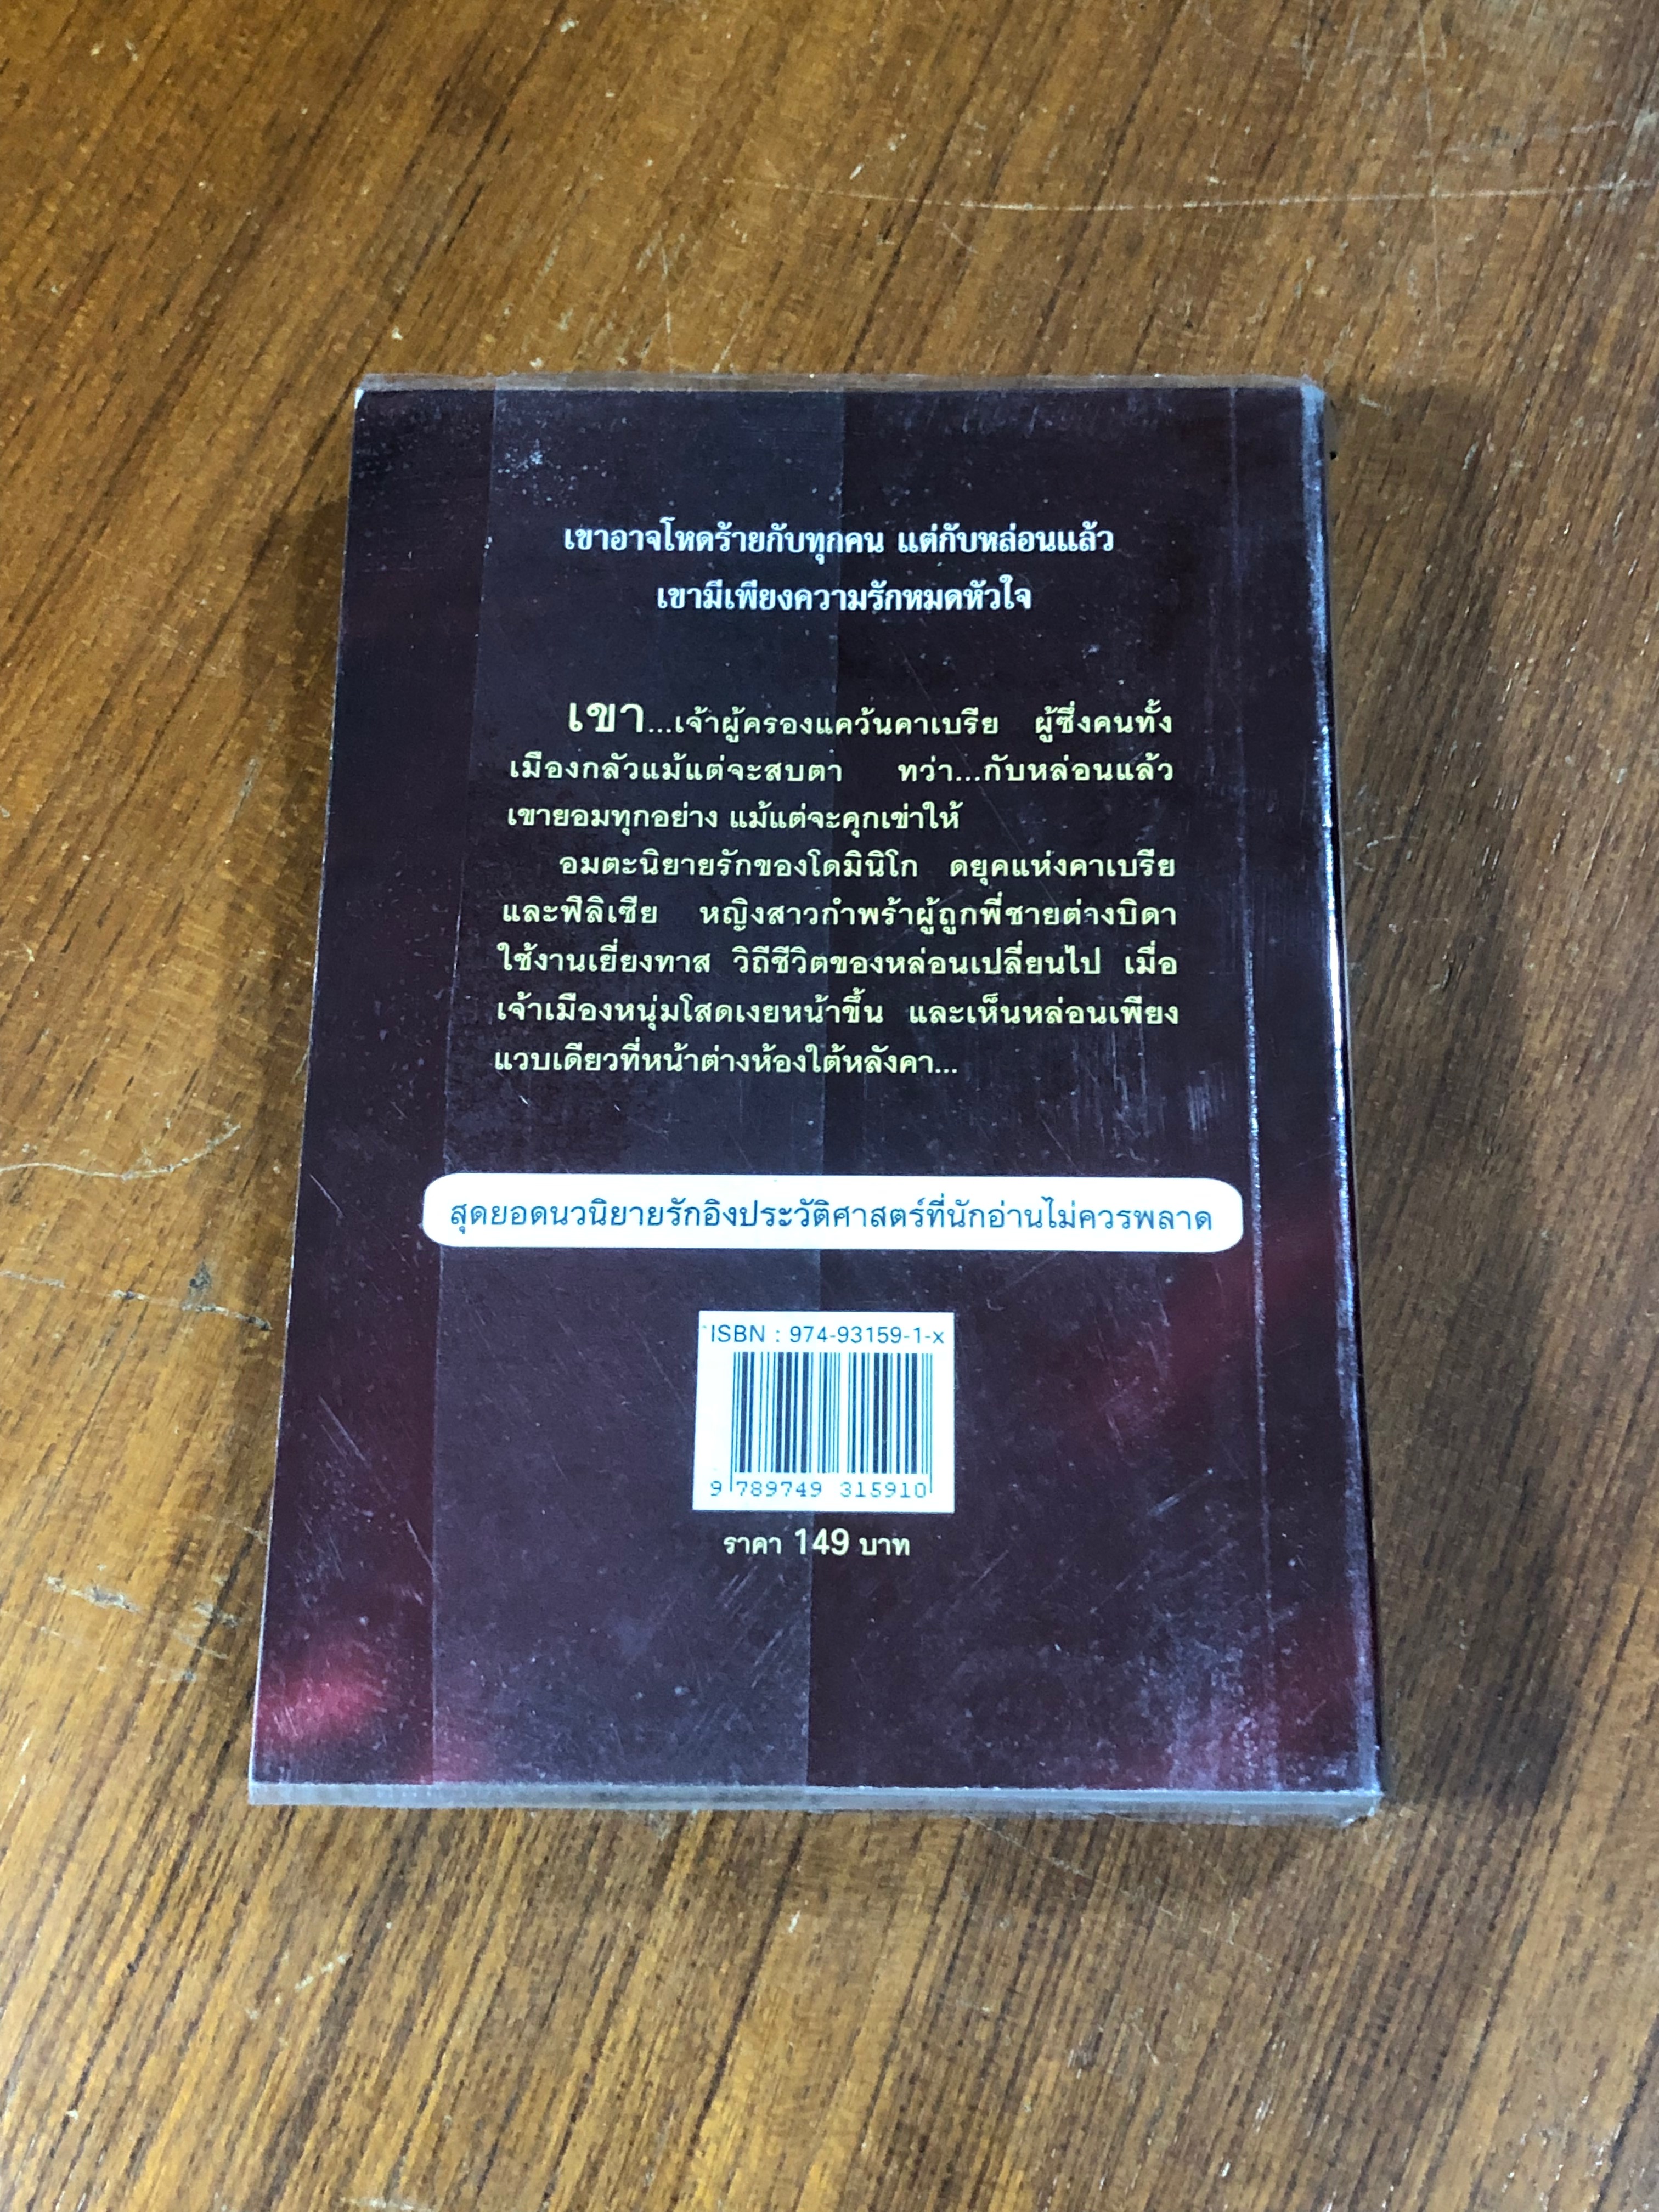 เขาอาจโหดร้ายกับทุกคน แต่กับหล่อนแล้ว
เขามีเพียงความรักหมดหัวใจ
เขา...เจ้าผู้ครองแคว้นคาเบรีย ผู้ซึ่งคนทั้ง
เมืองกลัวแม้แต่จะสบตา ทว่า...กับหล่อนแล้ว
เขายอมทุกอย่าง แม้แต่จะคุกเข่าให้
อมตะนิยายรักของโดมินิโก ดยุคแห่งคาเบรีย
และฟิลิเซีย หญิงสาวกำพร้าผู้ถูกพี่ชายต่างบิดา
ใช้งานเยี่ยงทาส วิถีชีวิตของหล่อนเปลี่ยนไป เมื่อ
เจ้าเมืองหนุ่มโสดเงยหน้าขึ้น และเห็นหล่อนเพียง
แวบเดียวที่หน้าต่างห้องใต้หลังคา...
สุดยอดนวนิยายรักอิงประวัติศาสตร์ที่นักอ่านไม่ควรพลาด
ISBN : 974-93159-1-x
9 789749 315910
ราคา 149 บาท